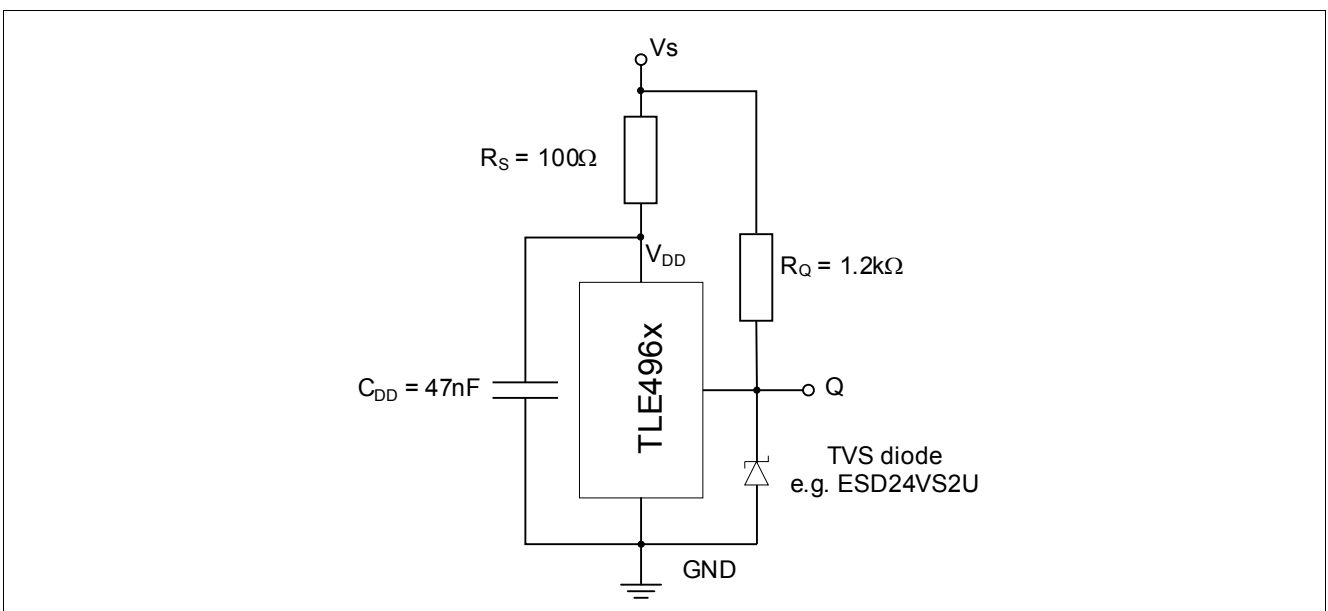 Vs
R_S = 100Ω
V_DD
R_Q = 1.2kΩ
TLE496x
C_DD = 47nF
Q
TVS diode
e.g. ESD24VS2U
GND